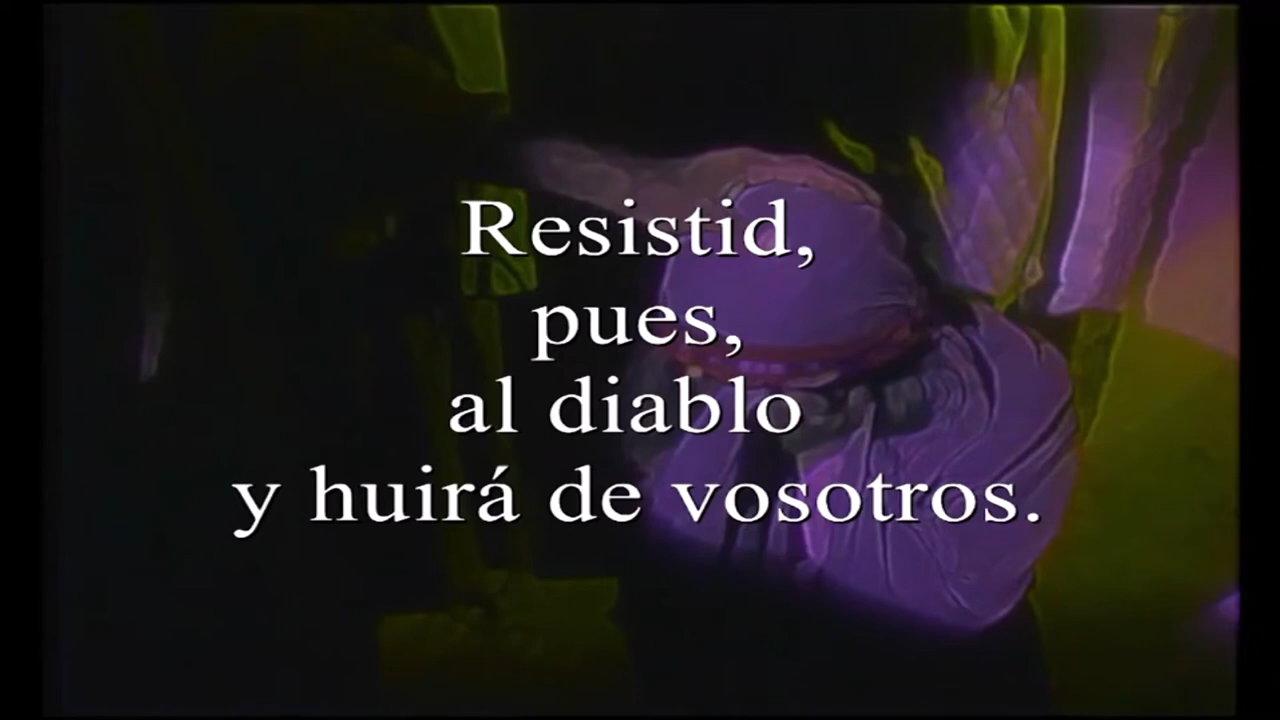 Resistid,
pues,
al diablo
y huirá de vosotros.